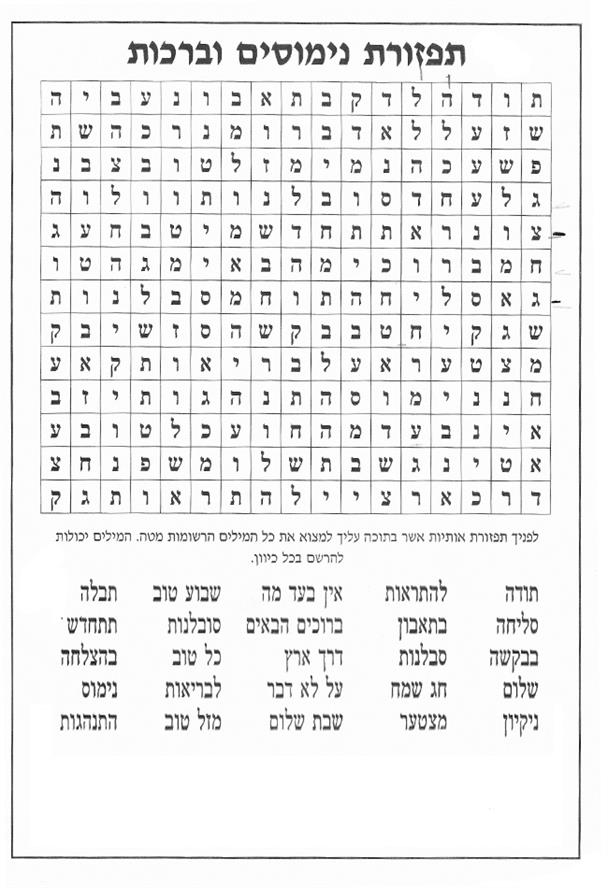 תפזורת נימוסים וברכות
ת ו ד ה ל ד ק ב ת א ב ו נ ע ב י ה
ש ז ע ל ל א ד ב ר ו מ נ ר כ ה ש ת
פ ש ע כ ה נ מ י מ ז ל ט ו ב צ ב נ
ג ל ע ח ד ס ו ב ל נ ו ת ו ו ל ו ה
צ ו נ ר א ת ת ח ד ש מ י ט ב ח ע ג
ח מ ב ר ו כ י מ ה ב א י מ ג ה ט ו
ג א ס ל י ח ה ת ו ח מ ס ב ל נ ו ת
ש ג ק י ח ט ב ב ק ש ה ס ז ש י ב ק
מ צ ט ע ר א ע ל ב ר י א ו ת ק א ע
ח נ נ י מ ו ס ה ת נ ה ג ו ת י ז ב
א י נ ב ע ד מ ה ח ו ע כ ל ט ו ב ע
א ט י נ ג ש ב ת ש ל ו מ ש פ נ ח צ
ד ר כ א ר צ י י ל ה ת ר א ו ת ג ק
לפניך תפזורת אותיות אשר בתוכה עליך למצוא את כל המילים הרשומות מטה. המילים יכולות
להרשם בכל כיוון.
תודה להתראות אין בעד מה שבוע טוב תבלה
סליחה בתאבון ברוכים הבאים סובלנות תתחדש
בבקשה סבלנות דרך ארץ כל טוב בהצלחה
שלום חג שמח על לא דבר לבריאות נימוס
ניקיון מצטער שבת שלום מזל טוב התנהגות